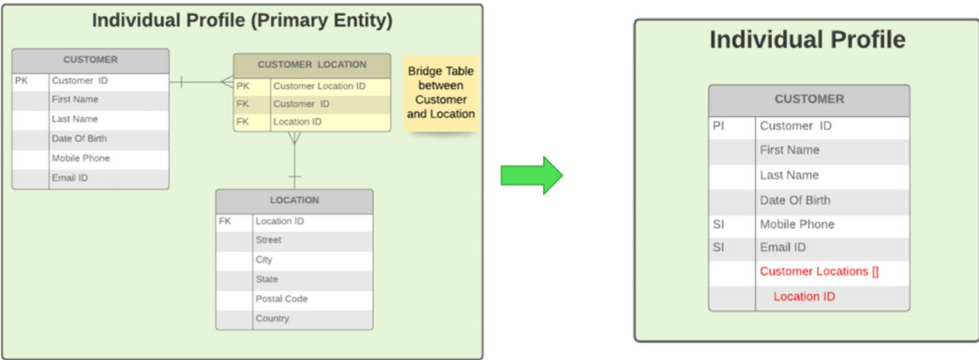 Individual Profile (Primary Entity)
CUSTOMER
PK Customer ID
First Name
Last Name
Date Of Birth
Mobile Phone
Email ID
CUSTOMER LOCATION
PK Customer Location ID
FK Customer ID
FK Location ID
Bridge Table
between
Customer
and Location
LOCATION
FK Location ID
Street
City
State
Postal Code
Country
Individual Profile
CUSTOMER
PI Customer ID
First Name
Last Name
Date Of Birth
SI Mobile Phone
SI Email ID
Customer Locations []
Location ID